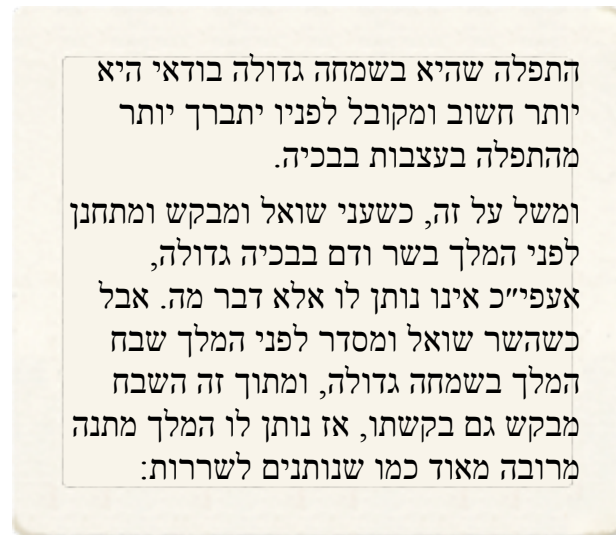 התפלה שהיא בשמחה גדולה בודאי היא
יותר חשוב ומקובל לפניו יתברך יותר
מהתפלה בעצבות בבכיה.
ומשל על זה, כשעני שואל ומבקש ומתחנן
לפני המלך בשר ודם בבכיה גדולה,
אעפי״כ אינו נותן לו אלא דבר מה. אבל
כשהשר שואל ומסדר לפני המלך שבח
המלך בשמחה גדולה, ומתוך זה השבח
מבקש גם בקשתו, אז נותן לו המלך מתנה
מרובה מאוד כמו שנותנים לשררות: